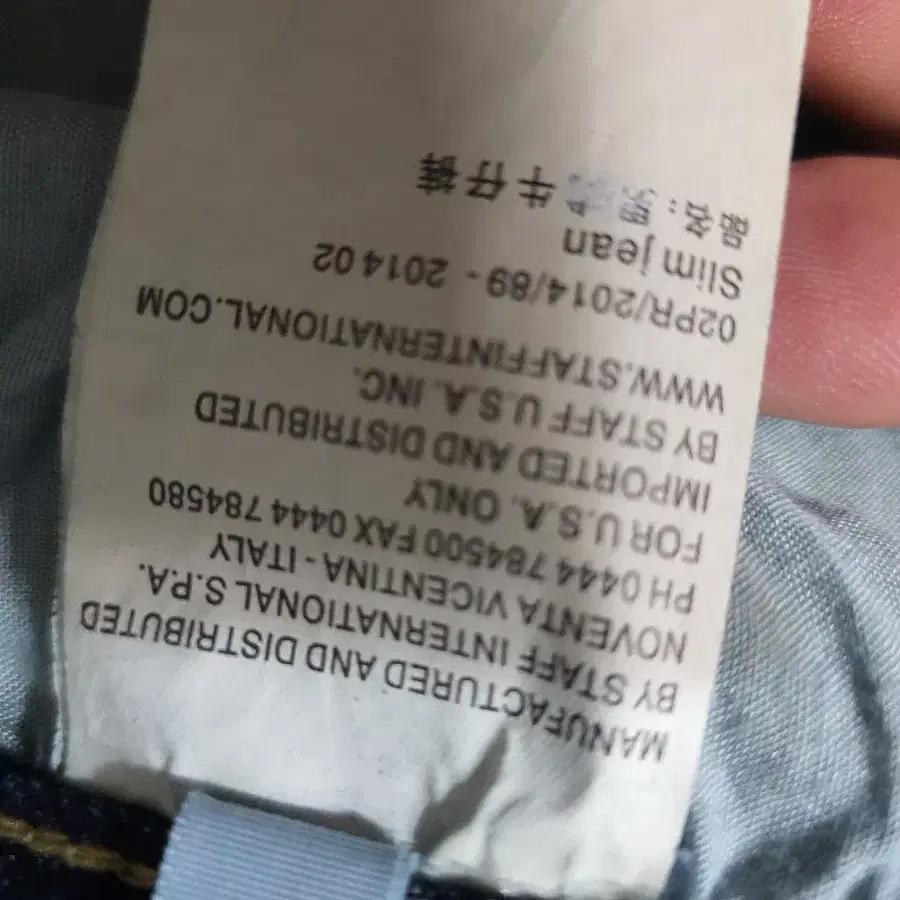 MANUFACTURED AND DISTRIBUTED
BY STAFF INTERNATIONAL S.P.A.
NOVENTA VICENTINA - ITALY
PH 0444 784500 FAX 0444 784580
FOR U.S.A. ONLY
IMPORTED AND DISTRIBUTED
BY STAFF U.S.A. INC.
WWW.STAFFINTERNATIONAL.COM
02PR/2014/89 - 2014 02
Slim jean
品名：男式牛仔裤